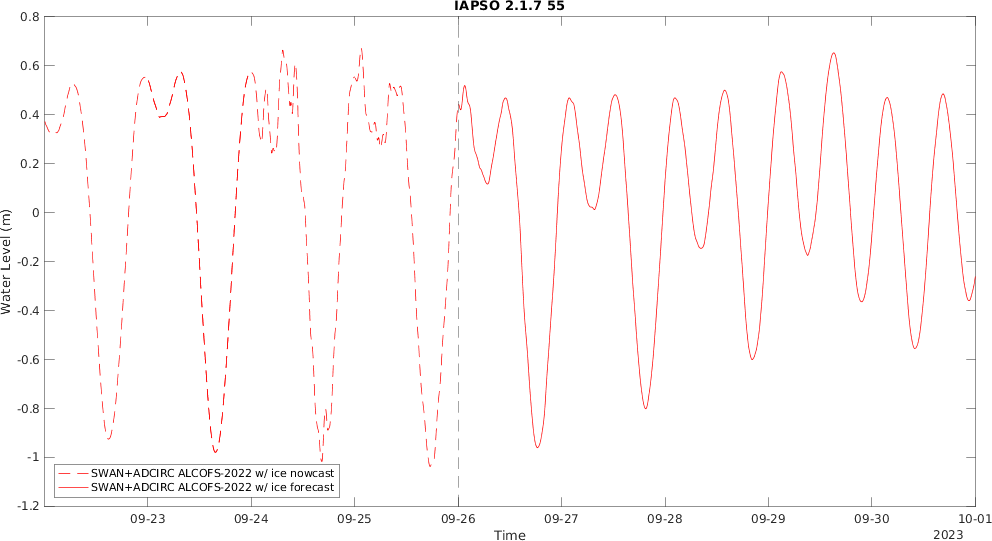 IAPSO 2.1.7 55
0.8
0.6
0.4
0.2
0
-0.2
-0.4
-0.6
-0.8
-1
-1.2
Water Level (m)
SWAN+ADCIRC ALCOFS-2022 w/ ice nowcast
SWAN+ADCIRC ALCOFS-2022 w/ ice forecast
09-23 09-24 09-25 09-26 09-27 09-28 09-29 09-30 10-01
Time
2023